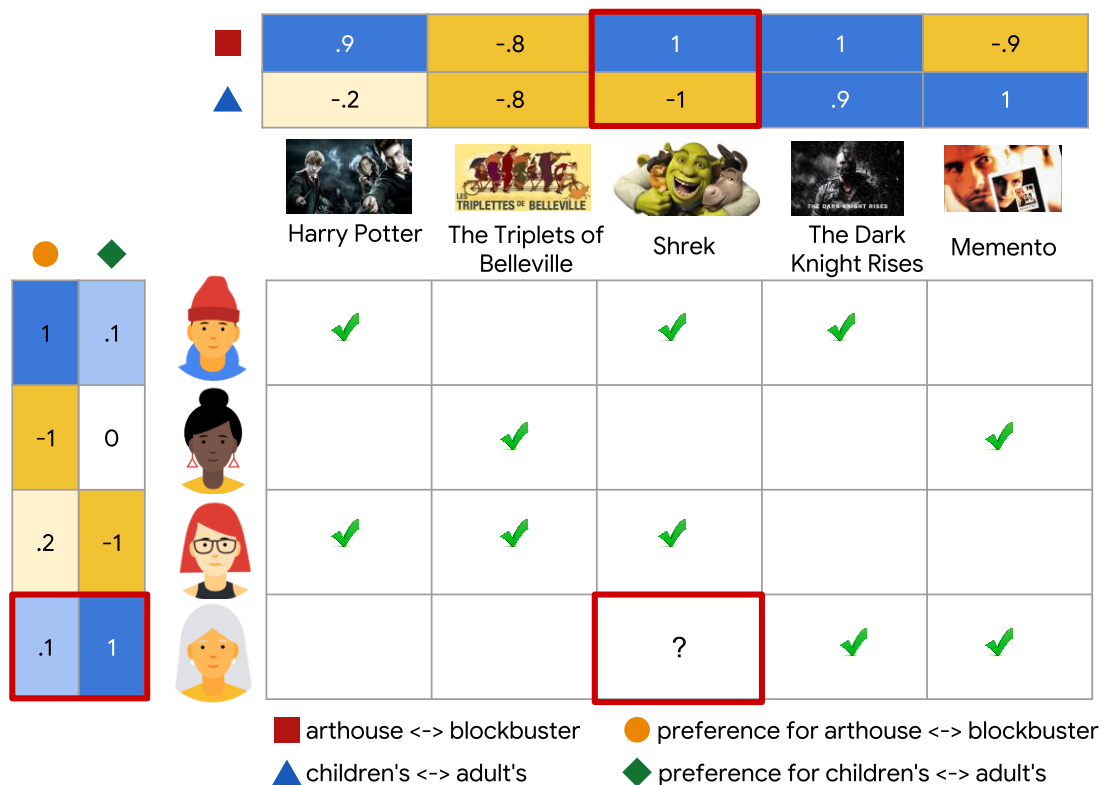 .9 -.8 1 1 -.9
-.2 -.8 -1 .9 1
LES
TRIPLETTES DE BELLEVILLE
THE DARK KNIGHT RISES
Harry Potter
The Triplets of
Belleville
Shrek
The Dark
Knight Rises
Memento
1 .1
-1 0
.2 -1
.1 1 ?
arthouse <-> blockbuster
preference for arthouse <-> blockbuster
children's <-> adult's
preference for children's <-> adult's